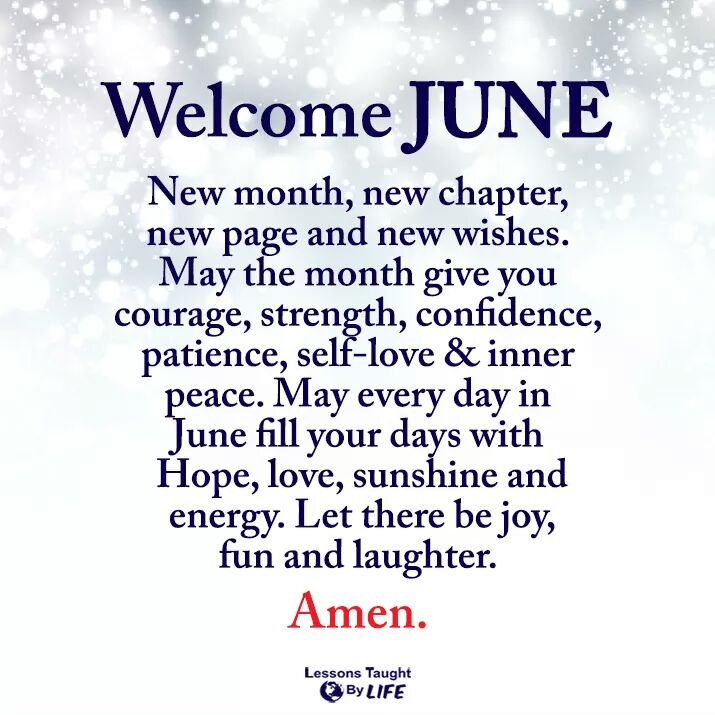 Welcome JUNE
New month, new chapter,
new page and new wishes.
May the month give you
courage, strength, confidence,
patience, self-love & inner
peace. May every day in
June fill your days with
Hope, love, sunshine and
energy. Let there be joy,
fun and laughter.
Amen.
Lessons Taught
By LIFE